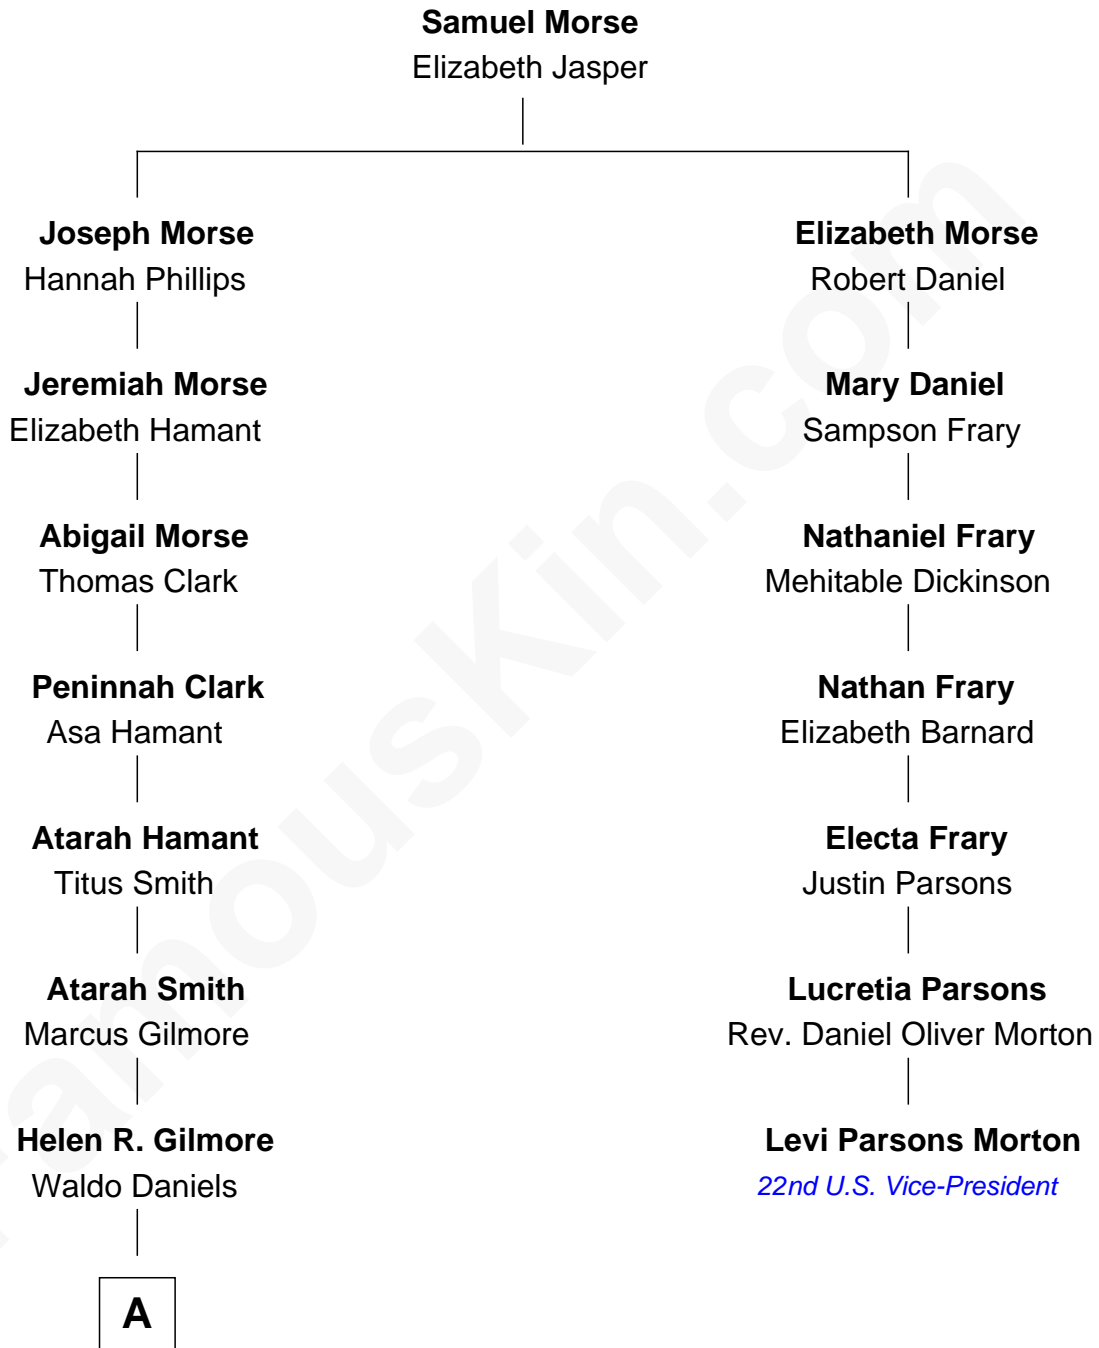 Samuel Morse
Elizabeth Jasper
Joseph Morse
Hannah Phillips
Elizabeth Morse
Robert Daniel
Jeremiah Morse
Elizabeth Hamant
Mary Daniel
Sampson Frary
Abigail Morse
Thomas Clark
Nathaniel Frary
Mehitable Dickinson
Peninnah Clark
Asa Hamant
Nathan Frary
Elizabeth Barnard
Atarah Hamant
Titus Smith
Electa Frary
Justin Parsons
Atarah Smith
Marcus Gilmore
Lucretia Parsons
Rev. Daniel Oliver Morton
Helen R. Gilmore
Waldo Daniels
Levi Parsons Morton
22nd U.S. Vice-President
A
FamousKin.com